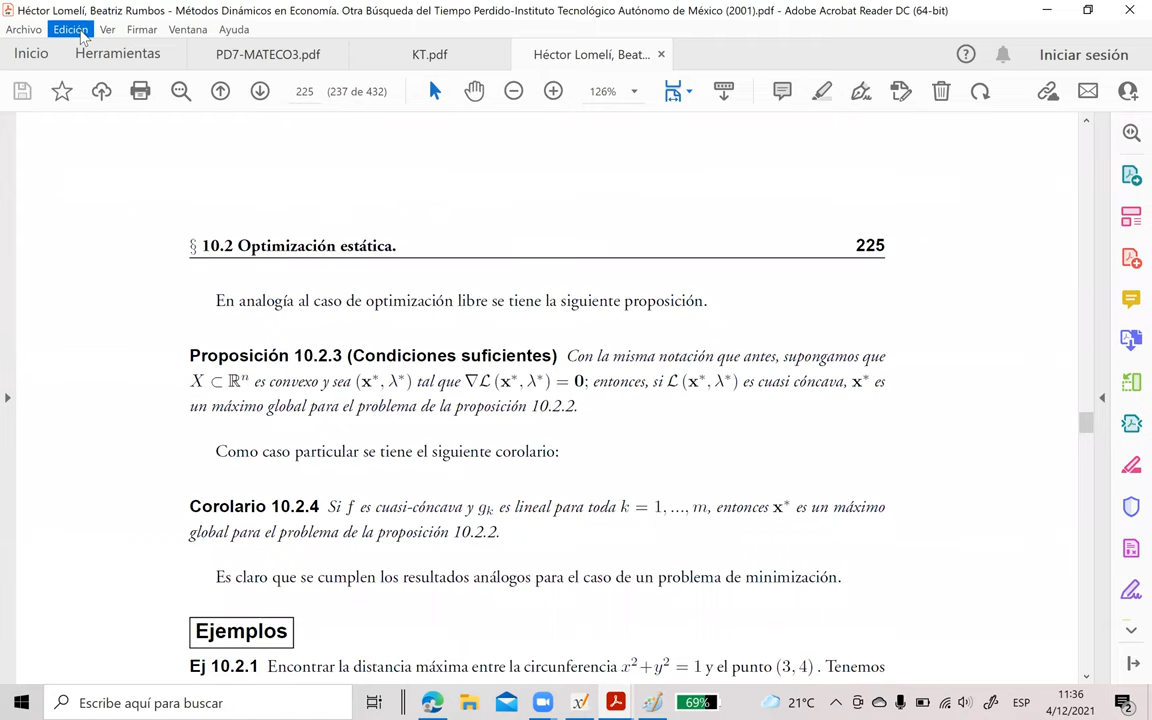 Héctor Lomelí, Beatriz Rumbos - Métodos Dinámicos en Economía. Otra Búsqueda del Tiempo Perdido-Instituto Tecnológico Autónomo de México (2001).pdf - Adobe Acrobat Reader DC (64-bit)
Archivo Edición Ver Firmar Ventana Ayuda
Inicio Herramientas PD7-MATECO3.pdf KT.pdf Héctor Lomelí, Beat... Iniciar sesión
225 (237 de 432) 126%
§ 10.2 Optimización estática. 225
En analogía al caso de optimización libre se tiene la siguiente proposición.
Proposición 10.2.3 (Condiciones suficientes) Con la misma notación que antes, supongamos que
X ⊂ ℝⁿ es convexo y sea (x*, λ*) tal que ∇ℒ (x*, λ*) = 0; entonces, si ℒ (x*, λ*) es cuasi cóncava, x* es
un máximo global para el problema de la proposición 10.2.2.
Como caso particular se tiene el siguiente corolario:
Corolario 10.2.4 Si f es cuasi-cóncava y gₖ es lineal para toda k = 1, ..., m, entonces x* es un máximo
global para el problema de la proposición 10.2.2.
Es claro que se cumplen los resultados análogos para el caso de un problema de minimización.
Ejemplos
Ej 10.2.1 Encontrar la distancia máxima entre la circunferencia x²+y² = 1 y el punto (3, 4) . Tenemos
Escribe aquí para buscar 69% 21°C ESP 11:36
4/12/2021 2